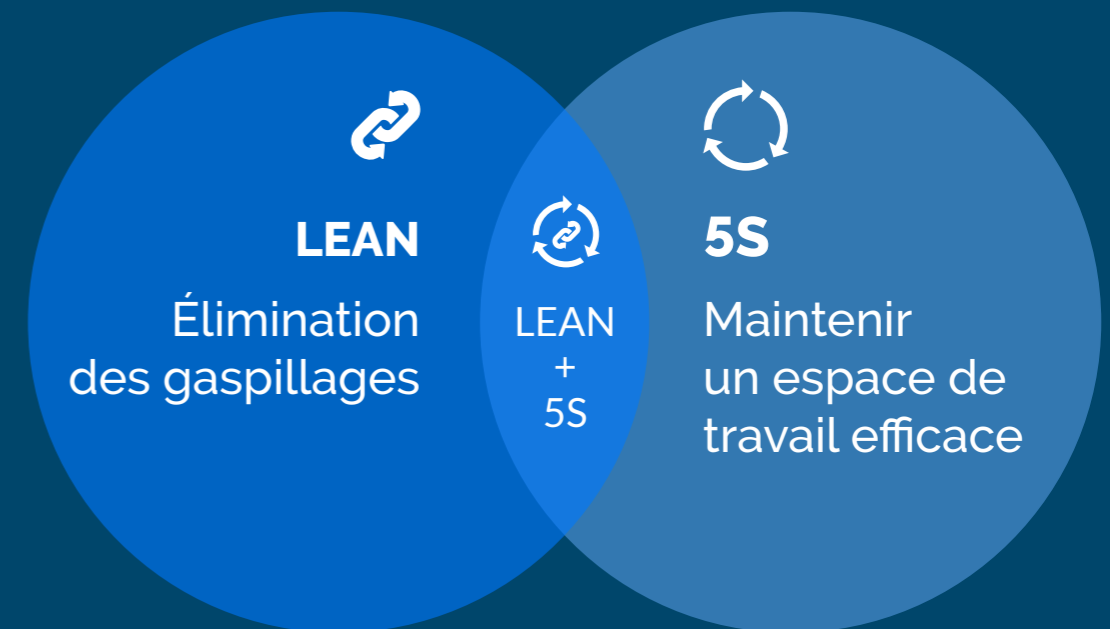 LEAN
Élimination
des gaspillages
LEAN
+
5S
5S
Maintenir
un espace de
travail efficace